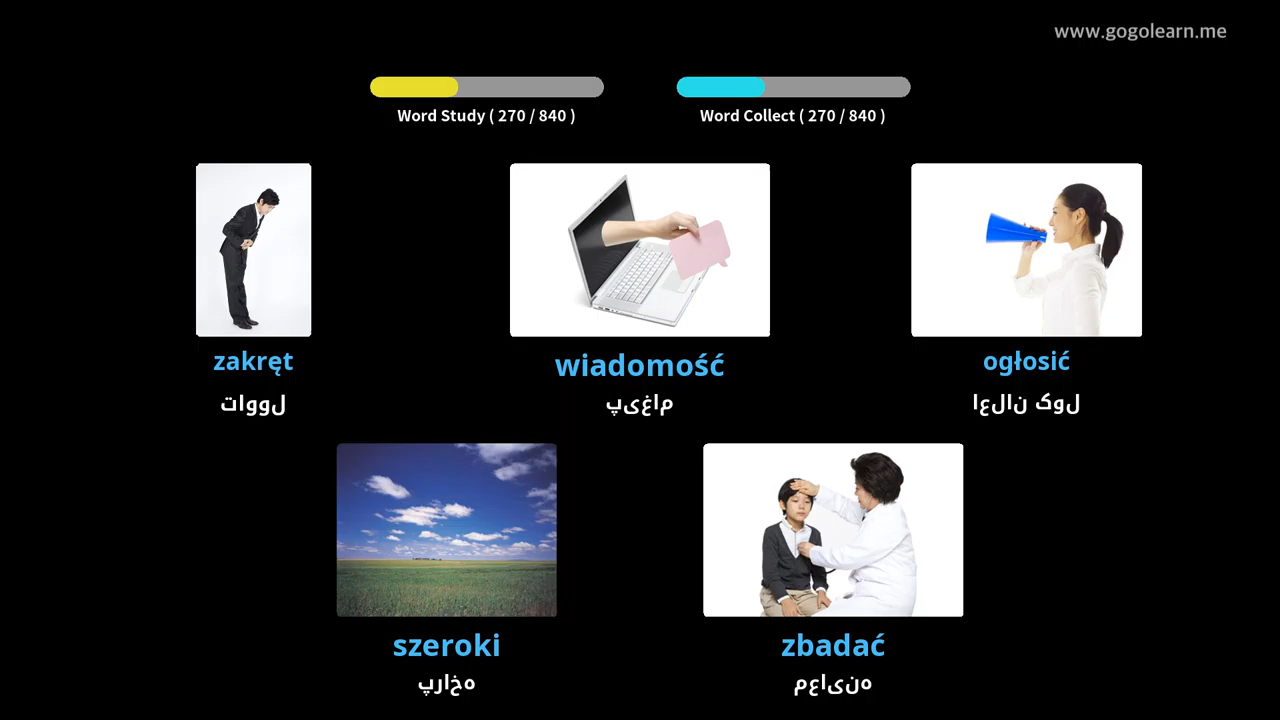 www.gogolearn.me
Word Study ( 270 / 840 )
Word Collect ( 270 / 840 )
zakręt
wiadomość
ogłosić
تاوول
پیغام
اعلان کول
szeroki
zbadać
پراخه
معاینه